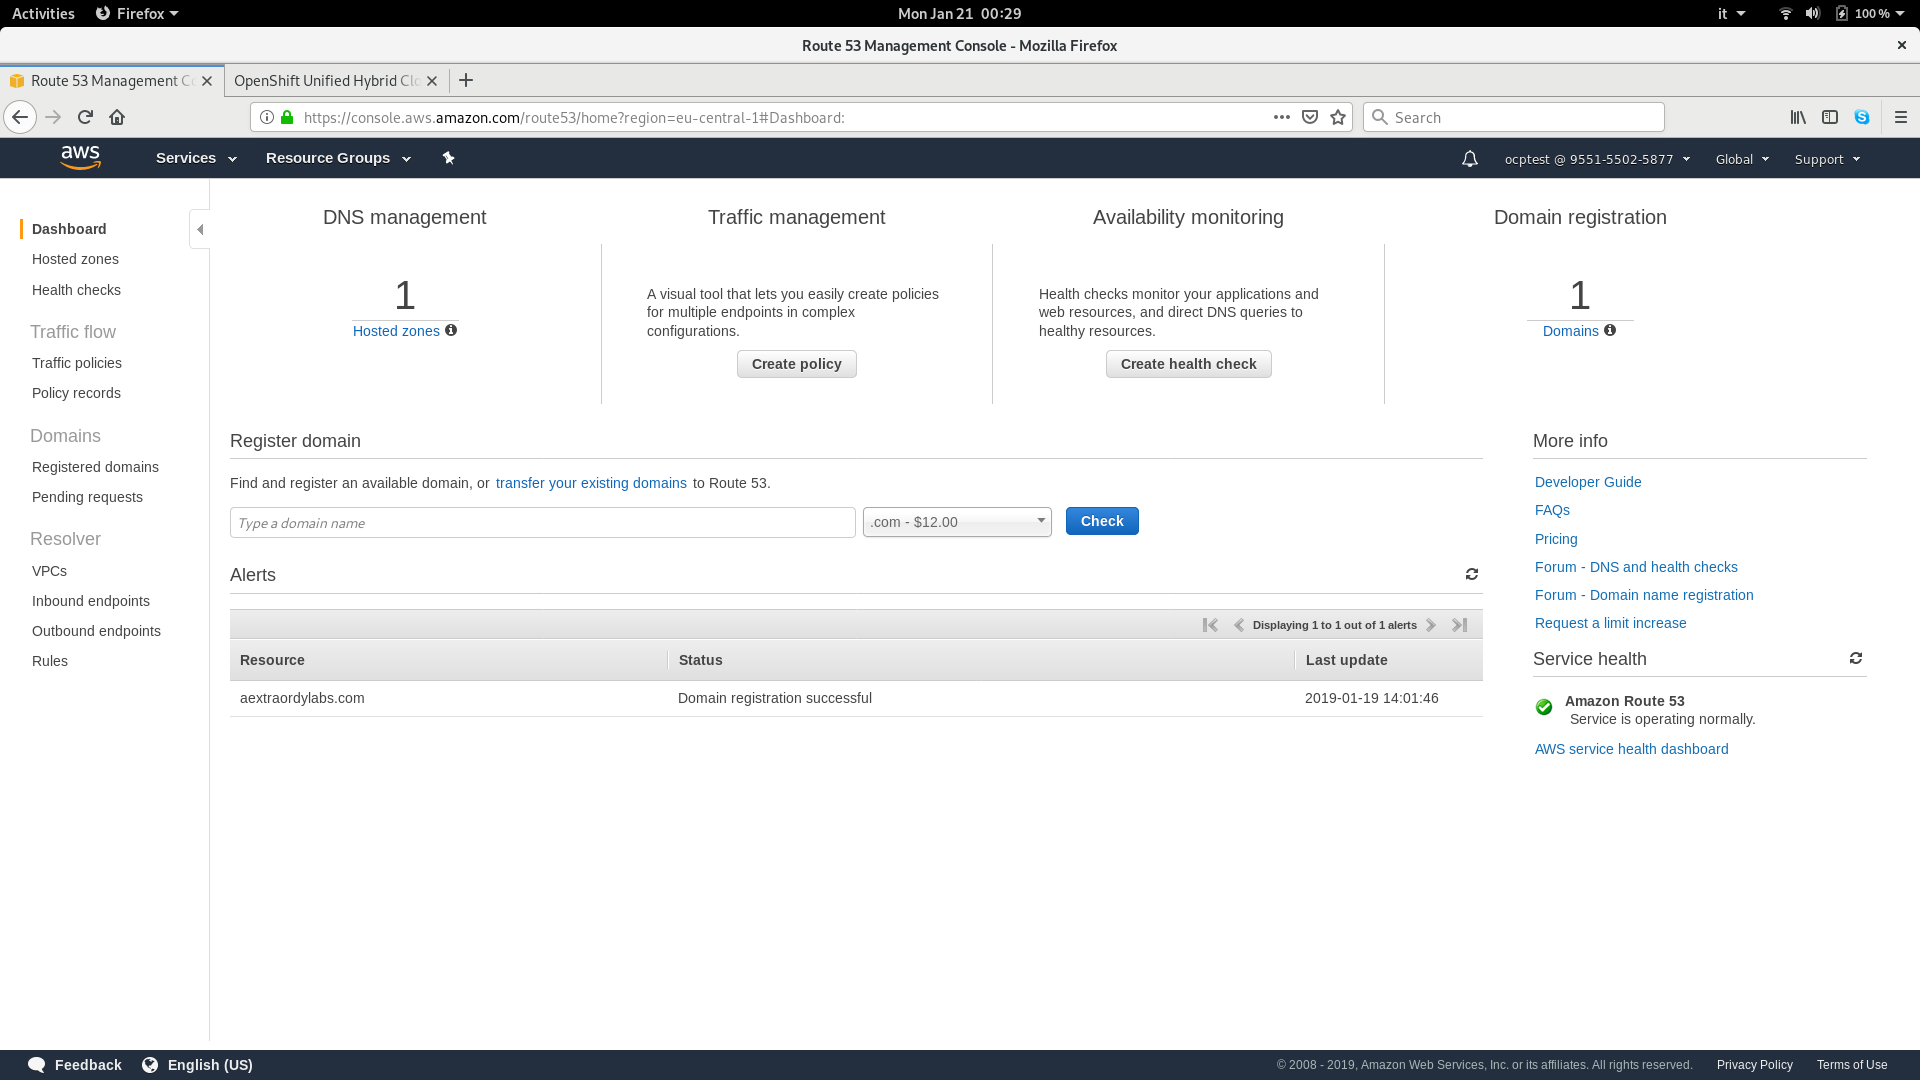 Activities Firefox Mon Jan 21 00:29 it 100 %
Route 53 Management Console - Mozilla Firefox
Route 53 Management Co OpenShift Unified Hybrid Clo
https://console.aws.amazon.com/route53/home?region=eu-central-1#Dashboard: Search
aws Services Resource Groups ocptest @ 9551-5502-5877 Global Support
Dashboard
Hosted zones
Health checks
Traffic flow
Traffic policies
Policy records
Domains
Registered domains
Pending requests
Resolver
VPCs
Inbound endpoints
Outbound endpoints
Rules
DNS management
1
Hosted zones
Traffic management
A visual tool that lets you easily create policies
for multiple endpoints in complex
configurations.
Create policy
Availability monitoring
Health checks monitor your applications and
web resources, and direct DNS queries to
healthy resources.
Create health check
Domain registration
1
Domains
Register domain
Find and register an available domain, or transfer your existing domains to Route 53.
Type a domain name .com - $12.00 Check
Alerts
Displaying 1 to 1 out of 1 alerts
Resource Status Last update
aextraordylabs.com Domain registration successful 2019-01-19 14:01:46
More info
Developer Guide
FAQs
Pricing
Forum - DNS and health checks
Forum - Domain name registration
Request a limit increase
Service health
Amazon Route 53
Service is operating normally.
AWS service health dashboard
Feedback English (US) © 2008 - 2019, Amazon Web Services, Inc. or its affiliates. All rights reserved. Privacy Policy Terms of Use